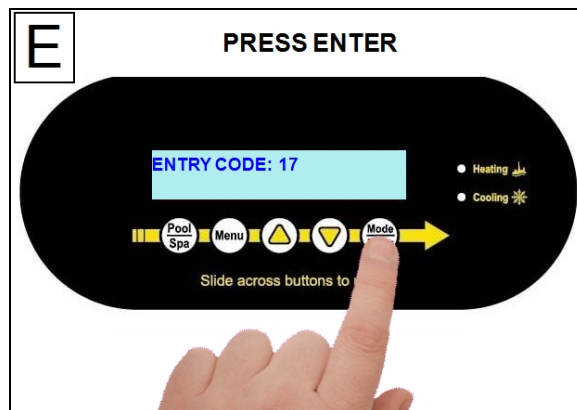 E
PRESS ENTER
ENTRY CODE: 17
Heating
Cooling
Pool
Spa
Menu
Mode
Slide across buttons to